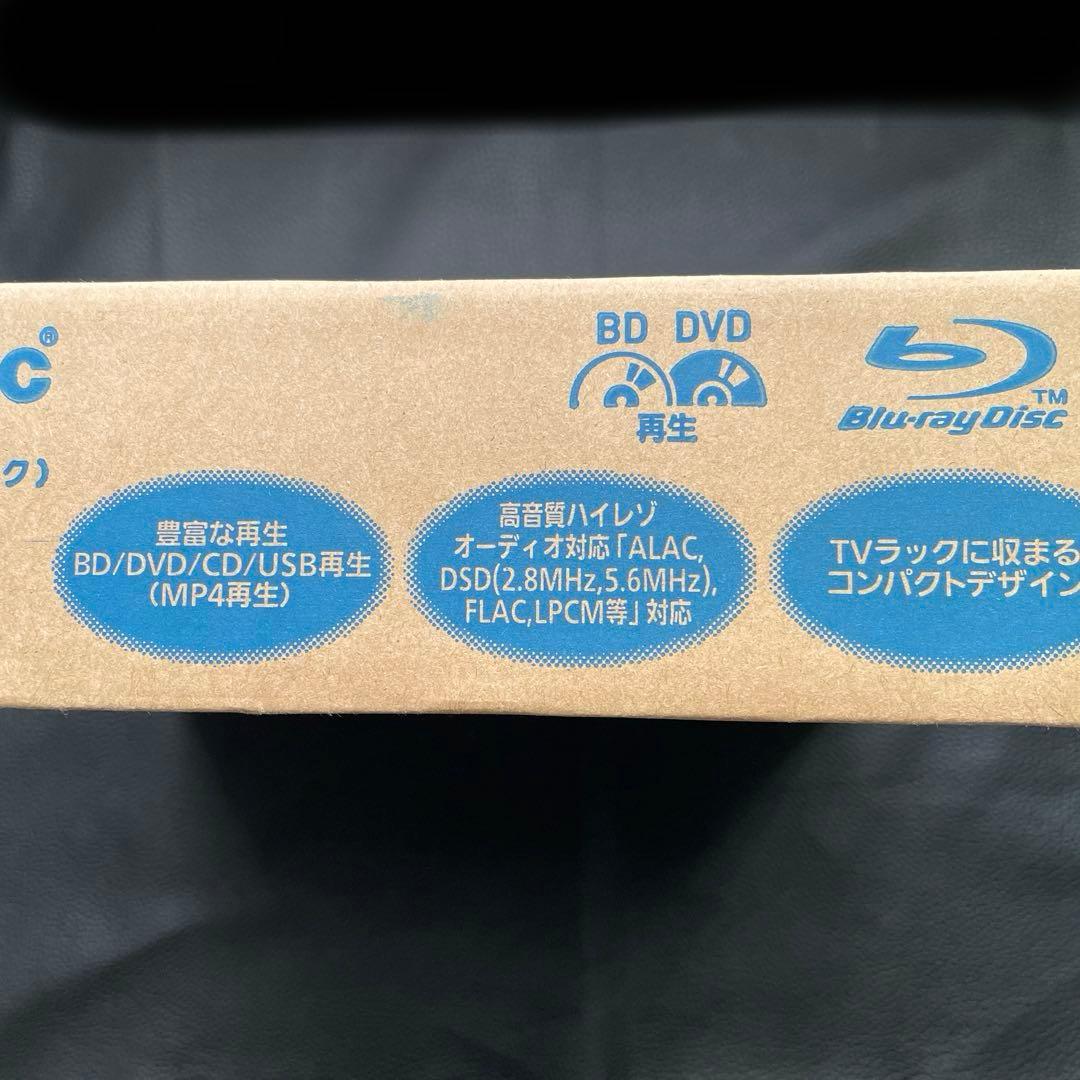 C®
ク)
BD DVD
再生
Blu-ray Disc TM
豊富な再生
BD/DVD/CD/USB再生
(MP4再生)
高音質ハイレゾ
オーディオ対応「ALAC,
DSD(2.8MHz,5.6MHz),
FLAC,LPCM等」対応
TVラックに収まる
コンパクトデザイン